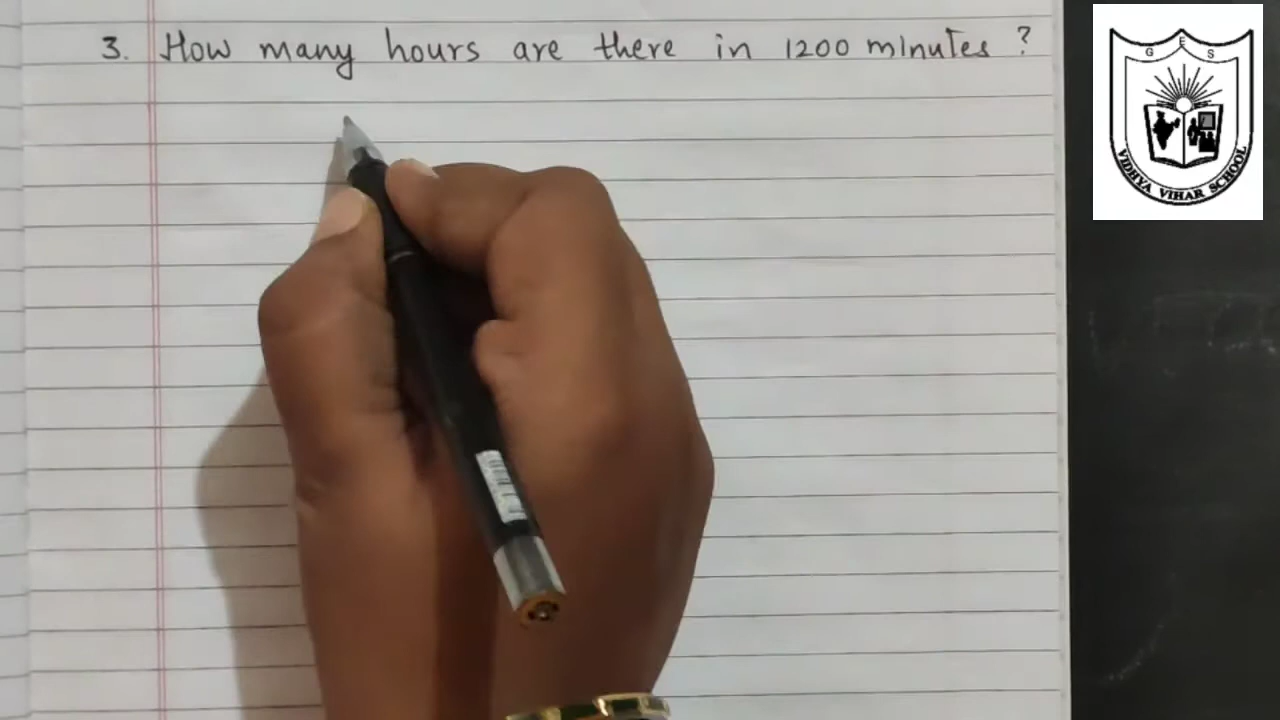 3. How many hours are there in 1200 minutes ?
G E S
VIDHYA VIHAR SCHOOL